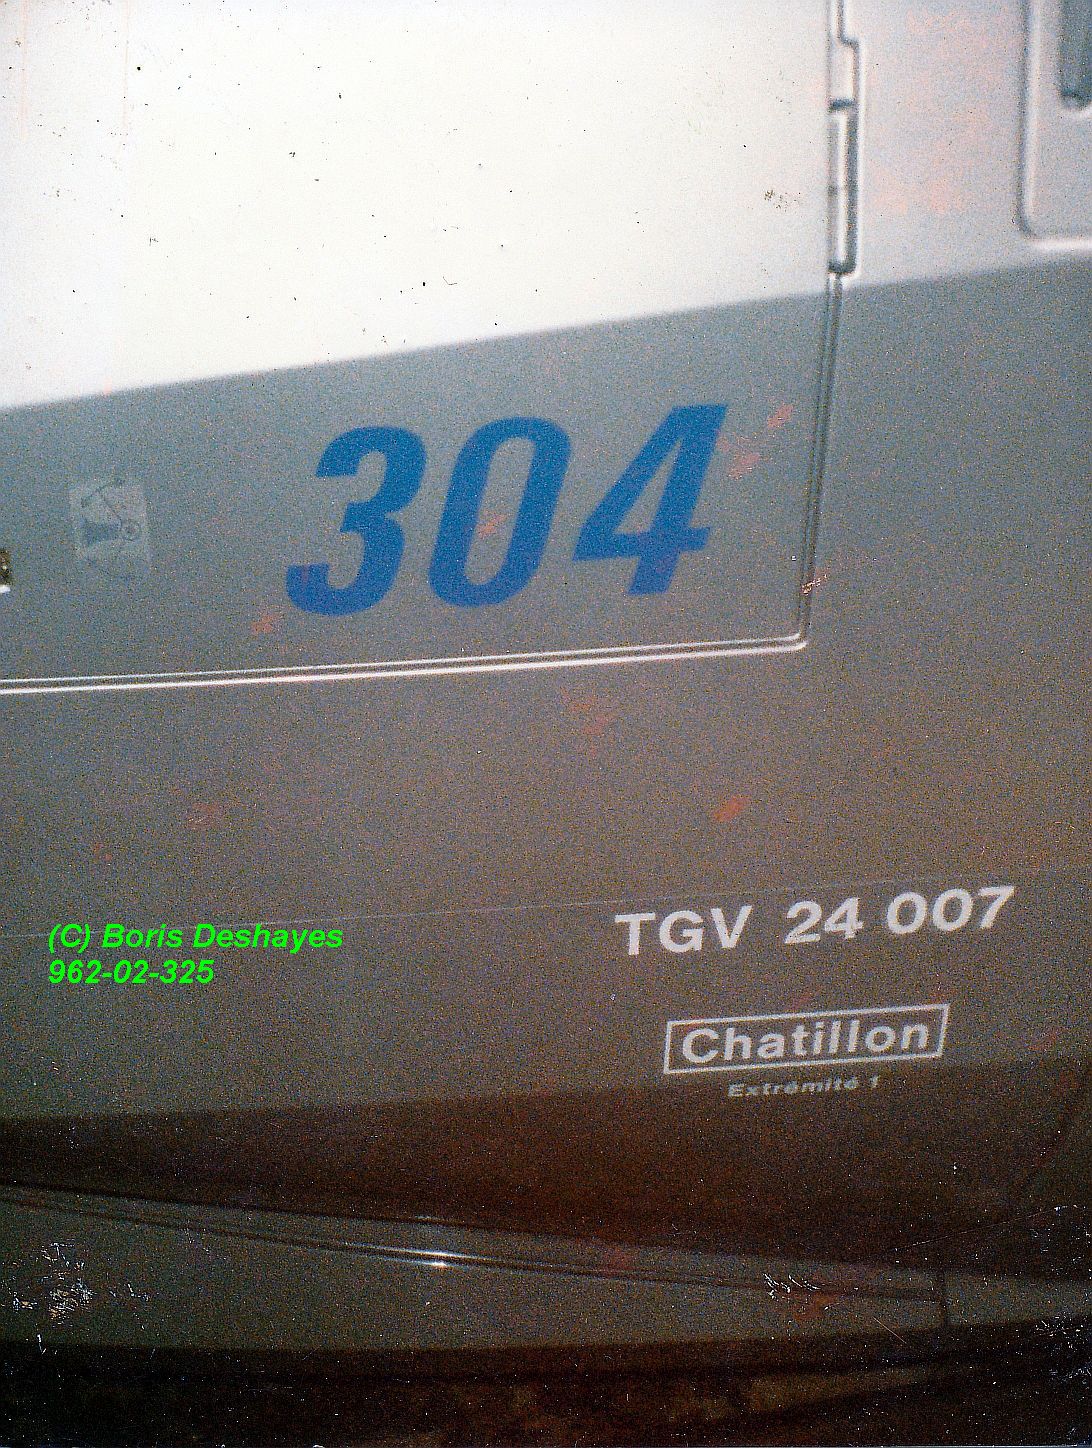 304
TGV 24 007
Chatillon
Extrémité 1
(C) Boris Deshayes
962-02-325